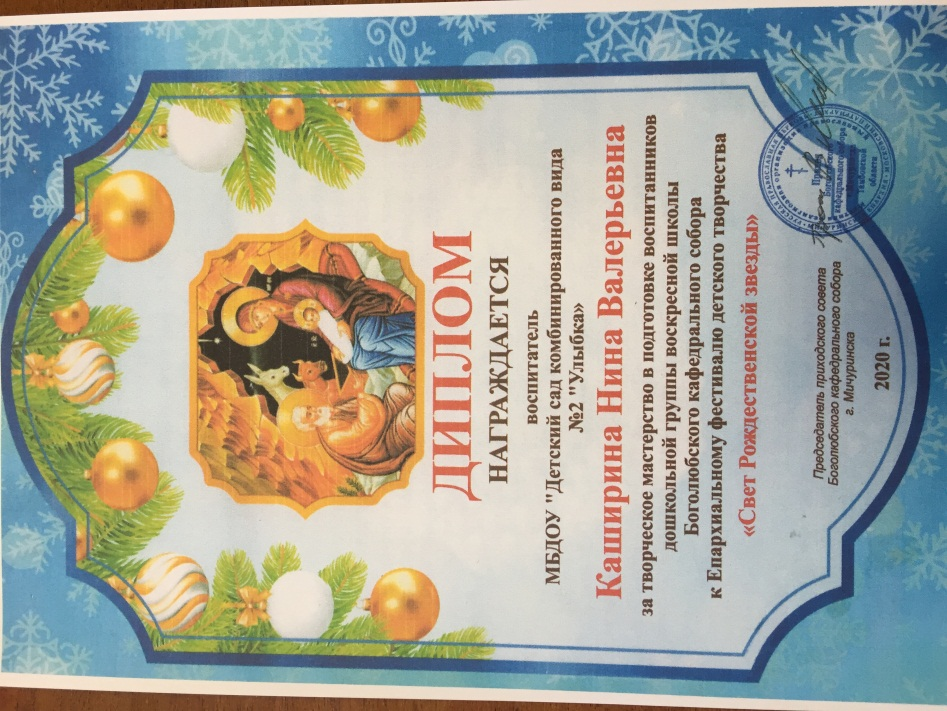 ДИПЛОМ
НАГРАЖДАЕТСЯ
воспитатель
МБДОУ "Детский сад комбинированного вида
№2 "Улыбка»
Каширина Нина Валерьевна
за творческое мастерство в подготовке воспитанников
дошкольной группы воскресной школы
Боголюбского кафедрального собора
к Епархиальному фестивалю детского творчества
«Свет Рождественской звезды»
Председатель приходского совета
Боголюбского кафедрального собора
г. Мичуринска
2020 г.